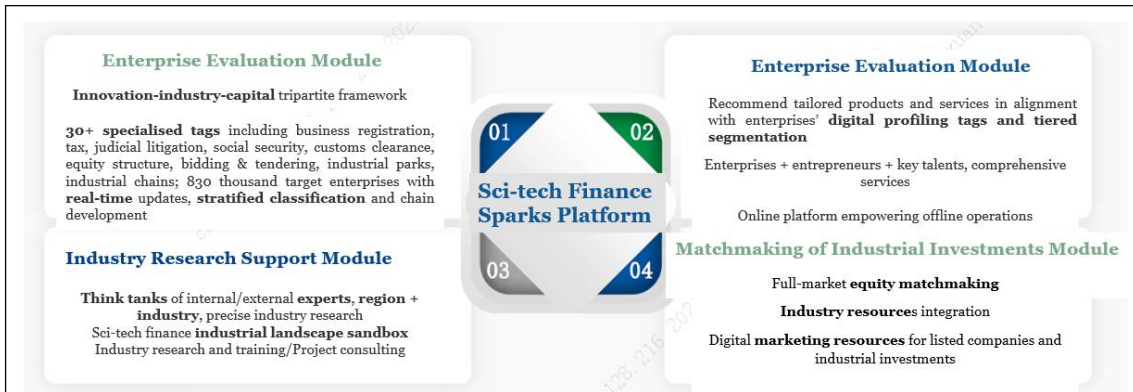 Enterprise Evaluation Module
Innovation-industry-capital tripartite framework
30+ specialised tags including business registration,
tax, judicial litigation, social security, customs clearance,
equity structure, bidding & tendering, industrial parks,
industrial chains; 830 thousand target enterprises with
real-time updates, stratified classification and chain
development
Enterprise Evaluation Module
Recommend tailored products and services in alignment
with enterprises' digital profiling tags and tiered
segmentation
Enterprises + entrepreneurs + key talents, comprehensive
services
Online platform empowering offline operations
01
02
Sci-tech Finance
Sparks Platform
03
04
Industry Research Support Module
Think tanks of internal/external experts, region +
industry, precise industry research
Sci-tech finance industrial landscape sandbox
Industry research and training/Project consulting
Matchmaking of Industrial Investments Module
Full-market equity matchmaking
Industry resources integration
Digital marketing resources for listed companies and
industrial investments